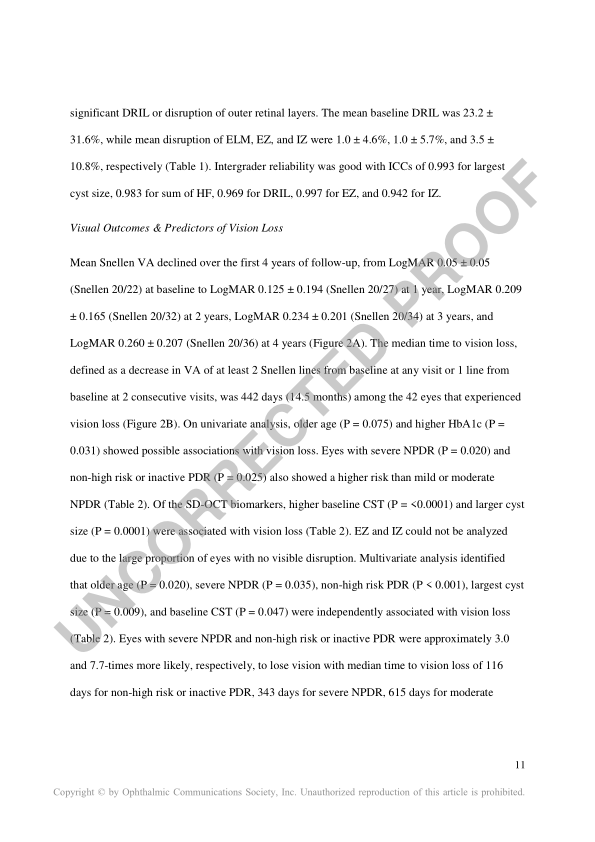 significant DRIL or disruption of outer retinal layers. The mean baseline DRIL was 23.2 ±
31.6%, while mean disruption of ELM, EZ, and IZ were 1.0 ± 4.6%, 1.0 ± 5.7%, and 3.5 ±
10.8%, respectively (Table 1). Intergrader reliability was good with ICCs of 0.993 for largest
cyst size, 0.983 for sum of HF, 0.969 for DRIL, 0.997 for EZ, and 0.942 for IZ.
Visual Outcomes & Predictors of Vision Loss
Mean Snellen VA declined over the first 4 years of follow-up, from LogMAR 0.05 ± 0.05
(Snellen 20/22) at baseline to LogMAR 0.125 ± 0.194 (Snellen 20/27) at 1 year, LogMAR 0.209
± 0.165 (Snellen 20/32) at 2 years, LogMAR 0.234 ± 0.201 (Snellen 20/34) at 3 years, and
LogMAR 0.260 ± 0.207 (Snellen 20/36) at 4 years (Figure 2A). The median time to vision loss,
defined as a decrease in VA of at least 2 Snellen lines from baseline at any visit or 1 line from
baseline at 2 consecutive visits, was 442 days (14.5 months) among the 42 eyes that experienced
vision loss (Figure 2B). On univariate analysis, older age (P = 0.075) and higher HbA1c (P =
0.031) showed possible associations with vision loss. Eyes with severe NPDR (P = 0.020) and
non-high risk or inactive PDR (P = 0.025) also showed a higher risk than mild or moderate
NPDR (Table 2). Of the SD-OCT biomarkers, higher baseline CST (P = <0.0001) and larger cyst
size (P = 0.0001) were associated with vision loss (Table 2). EZ and IZ could not be analyzed
due to the large proportion of eyes with no visible disruption. Multivariate analysis identified
that older age (P = 0.020), severe NPDR (P = 0.035), non-high risk PDR (P < 0.001), largest cyst
size (P = 0.009), and baseline CST (P = 0.047) were independently associated with vision loss
(Table 2). Eyes with severe NPDR and non-high risk or inactive PDR were approximately 3.0
and 7.7-times more likely, respectively, to lose vision with median time to vision loss of 116
days for non-high risk or inactive PDR, 343 days for severe NPDR, 615 days for moderate
UNCORRECTED PROOF
11
Copyright © by Ophthalmic Communications Society, Inc. Unauthorized reproduction of this article is prohibited.